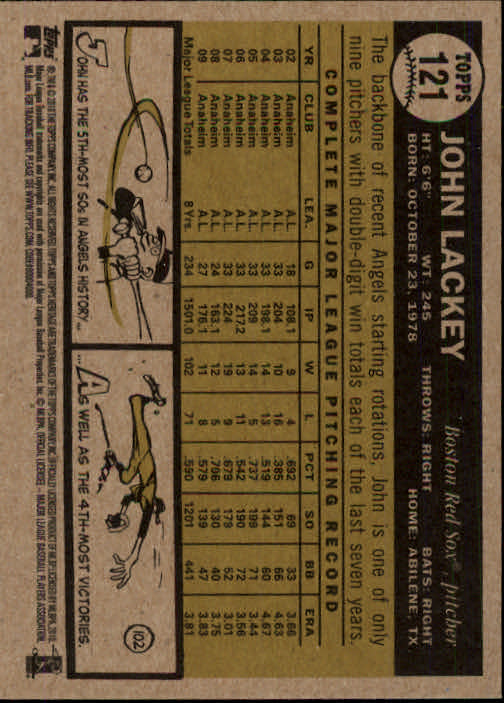 TOPPS
121
JOHN LACKEY
Boston Red Sox® - pitcher
HT: 6'6" WT: 245 THROWS: RIGHT BATS: RIGHT
BORN: OCTOBER 23, 1978 HOME: ABILENE, TX
The backbone of recent Angels starting rotations, John is one of only
nine pitchers with double-digit win totals each of the last seven years.
COMPLETE MAJOR LEAGUE PITCHING RECORD
YR CLUB LEA. G IP W L PCT SO BB ERA
02 Anaheim A.L. 18 108.1 9 4 .692 69 33 3.66
03 Anaheim A.L. 33 204 10 16 .385 151 66 4.63
04 Anaheim A.L. 33 198.1 14 13 .519 144 60 4.67
05 Anaheim A.L. 33 209 14 5 .737 199 71 3.44
06 Anaheim A.L. 33 217.2 13 11 .542 190 72 3.56
07 Anaheim A.L. 33 224 19 9 .679 179 52 3.01
08 Anaheim A.L. 24 163.1 12 5 .706 130 40 3.75
09 Anaheim A.L. 27 176.1 11 8 .579 139 47 3.83
Major League Totals 8 Yrs. 234 1501.0 102 71 .590 1201 441 3.81
JOHN HAS THE 5TH-MOST SOs IN ANGELS HISTORY...
...AS WELL AS THE 4TH-MOST VICTORIES.
102
Topps